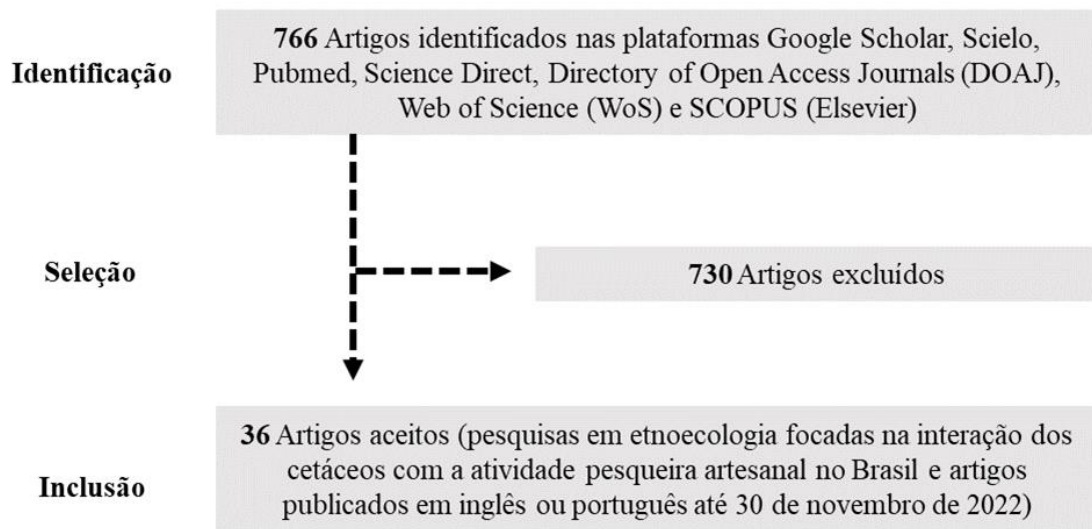 Identificação
766 Artigos identificados nas plataformas Google Scholar, Scielo,
Pubmed, Science Direct, Directory of Open Access Journals (DOAJ),
Web of Science (WoS) e SCOPUS (Elsevier)
Seleção
730 Artigos excluídos
Inclusão
36 Artigos aceitos (pesquisas em etnoecologia focadas na interação dos
cetáceos com a atividade pesqueira artesanal no Brasil e artigos
publicados em inglês ou português até 30 de novembro de 2022)